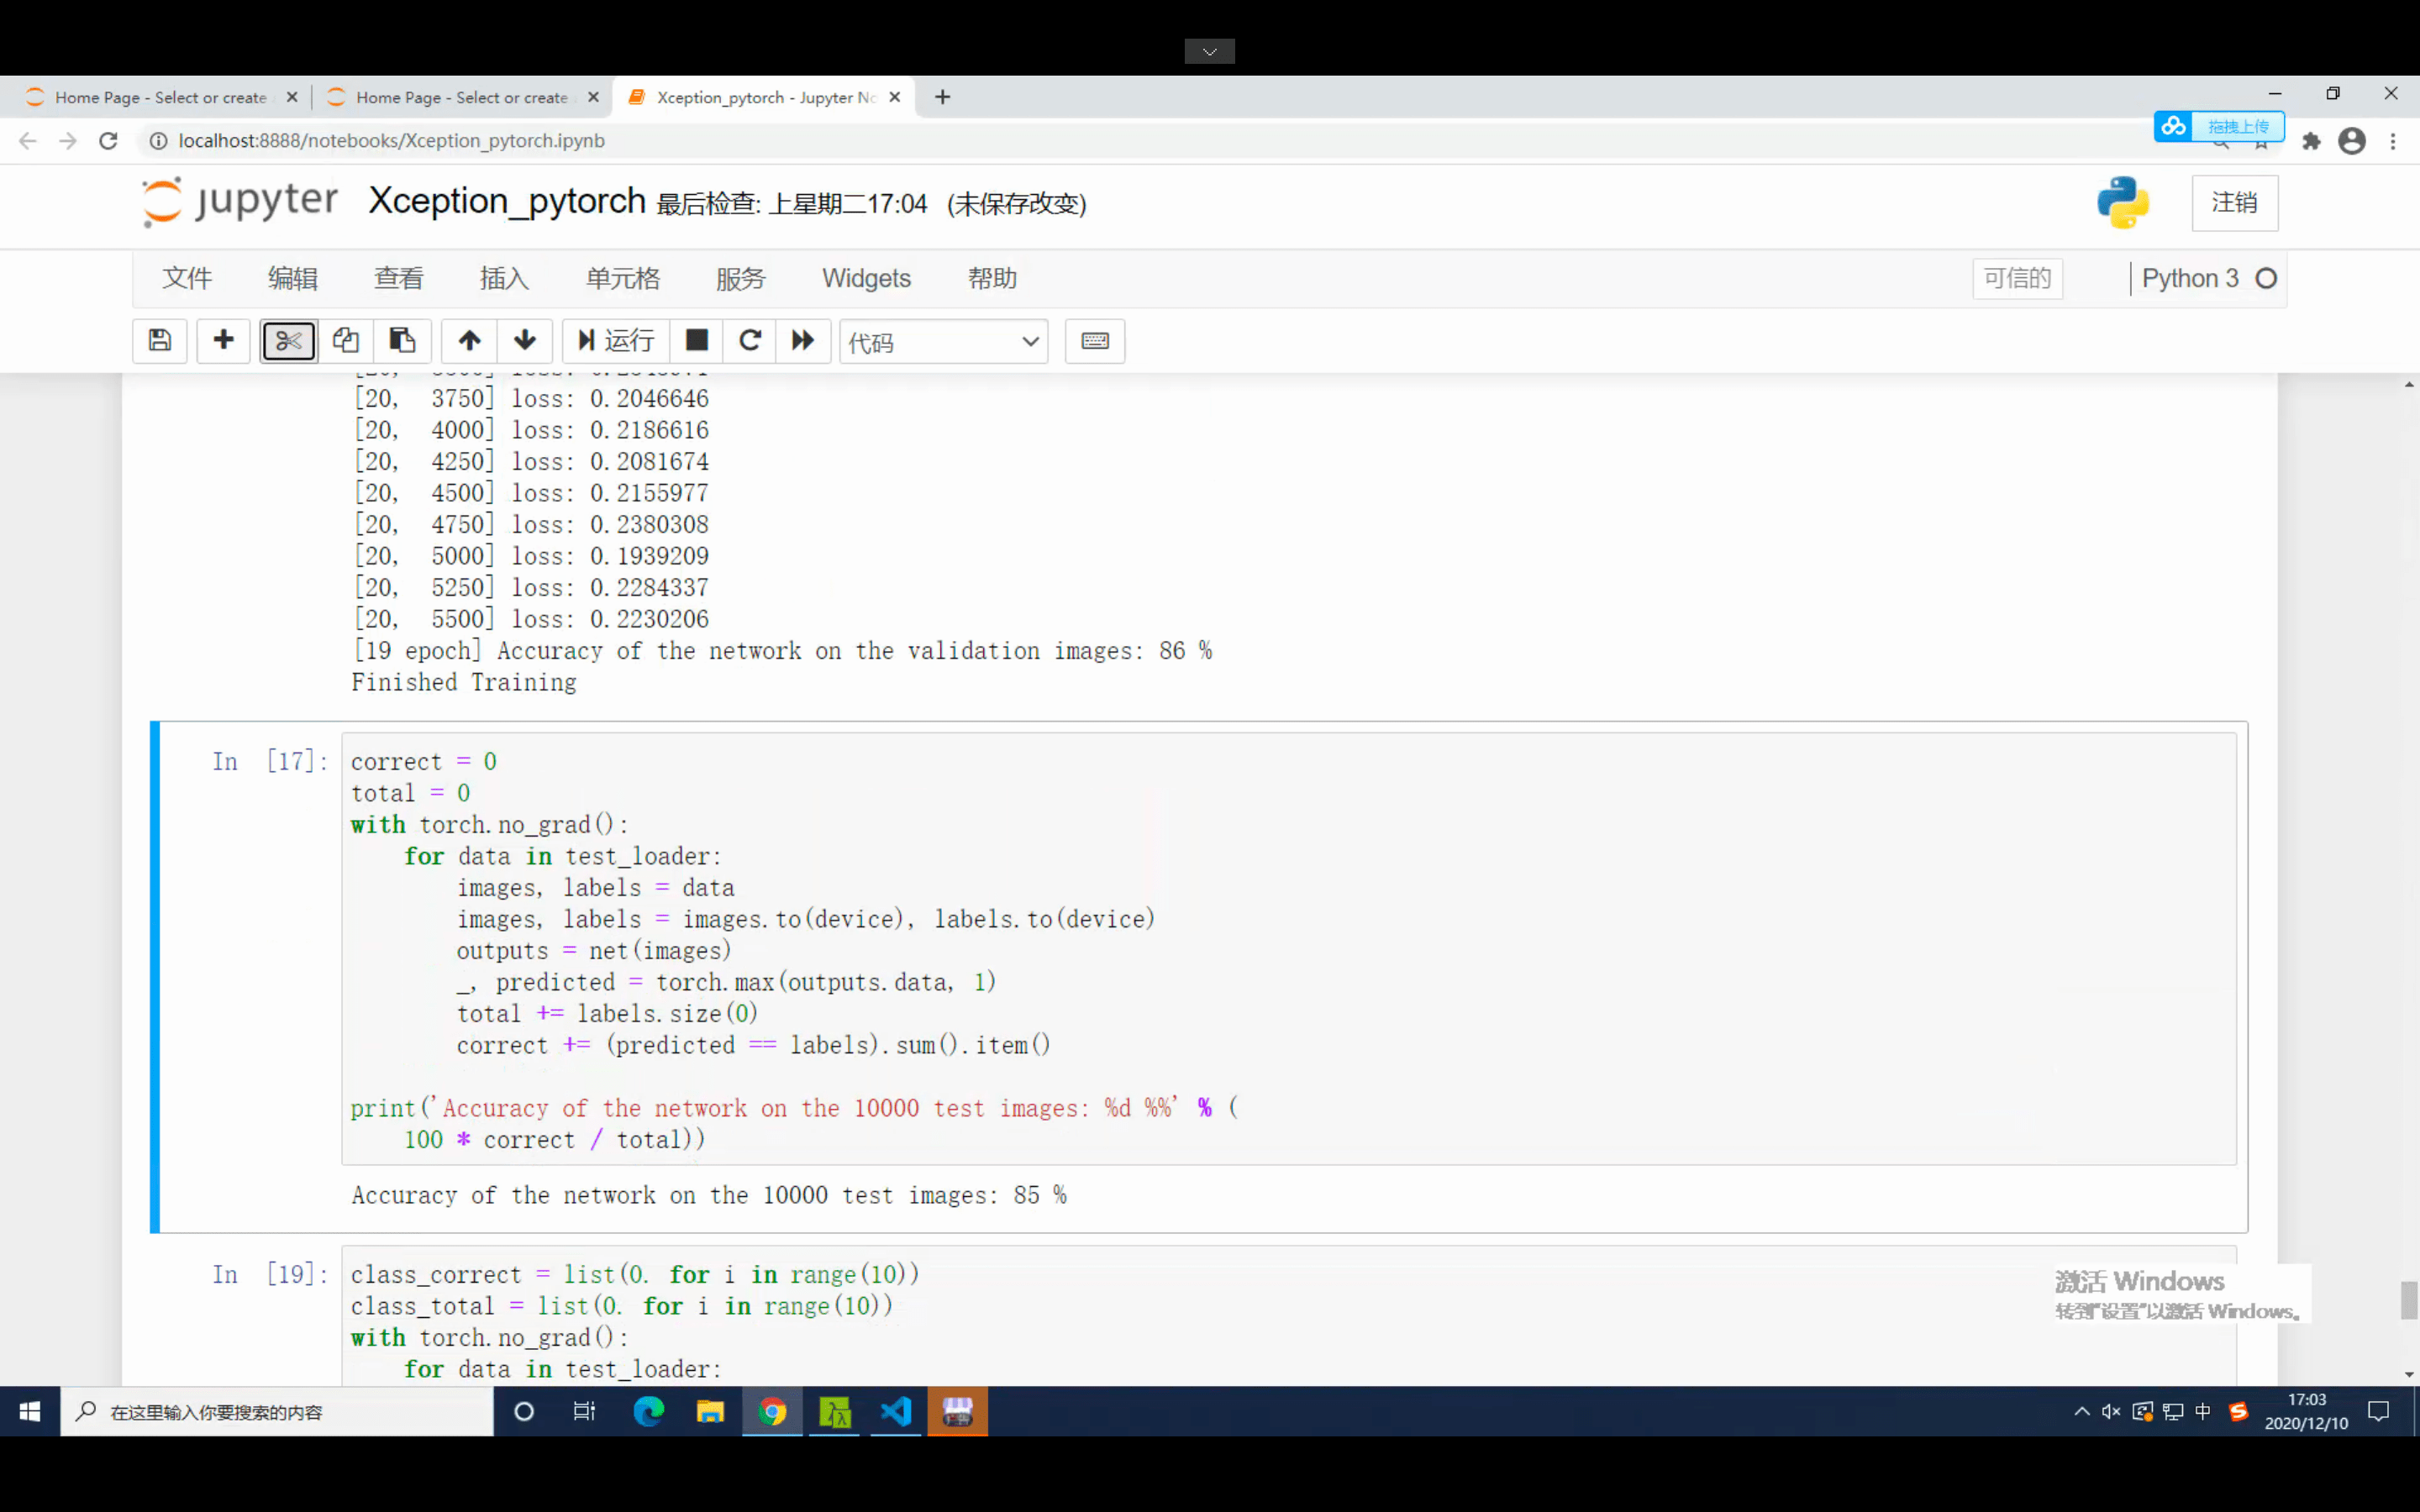 Home Page - Select or create
Home Page - Select or create
Xception_pytorch - Jupyter No
localhost:8888/notebooks/Xception_pytorch.ipynb
拖拽上传
jupyter Xception_pytorch 最后检查: 上星期二17:04 (未保存改变)
注销
文件 编辑 查看 插入 单元格 服务 Widgets 帮助
可信的 Python 3
运行 代码
[20, 3750] loss: 0.2046646
[20, 4000] loss: 0.2186616
[20, 4250] loss: 0.2081674
[20, 4500] loss: 0.2155977
[20, 4750] loss: 0.2380308
[20, 5000] loss: 0.1939209
[20, 5250] loss: 0.2284337
[20, 5500] loss: 0.2230206
[19 epoch] Accuracy of the network on the validation images: 86 %
Finished Training
In [17]: correct = 0
total = 0
with torch.no_grad():
    for data in test_loader:
        images, labels = data
        images, labels = images.to(device), labels.to(device)
        outputs = net(images)
        _, predicted = torch.max(outputs.data, 1)
        total += labels.size(0)
        correct += (predicted == labels).sum().item()
print('Accuracy of the network on the 10000 test images: %d %%' % (
    100 * correct / total))
Accuracy of the network on the 10000 test images: 85 %
In [19]: class_correct = list(0. for i in range(10))
class_total = list(0. for i in range(10))
with torch.no_grad():
    for data in test_loader:
激活 Windows
转到"设置"以激活 Windows。
在这里输入你要搜索的内容
中
17:03
2020/12/10